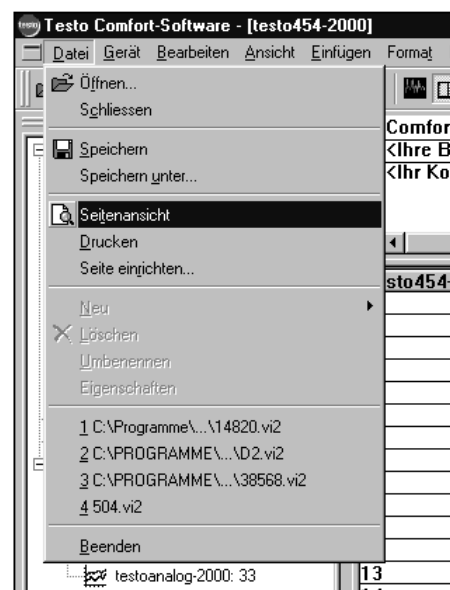 testo Testo Comfort-Software - [testo454-2000]
Datei Gerät Bearbeiten Ansicht Einfügen Format
Öffnen...
Schliessen
Comfor
<Ihre B
Speichern
<Ihr Ko
Speichern unter...
Seitenansicht
Drucken
Seite einrichten...
sto454-
Neu
Löschen
Umbenennen
Eigenschaften
1 C:\Programme\...\14820.vi2
2 C:\PROGRAMME\...\D2.vi2
3 C:\PROGRAMME\...\38568.vi2
4 504.vi2
Beenden
testoanalog-2000: 33
13